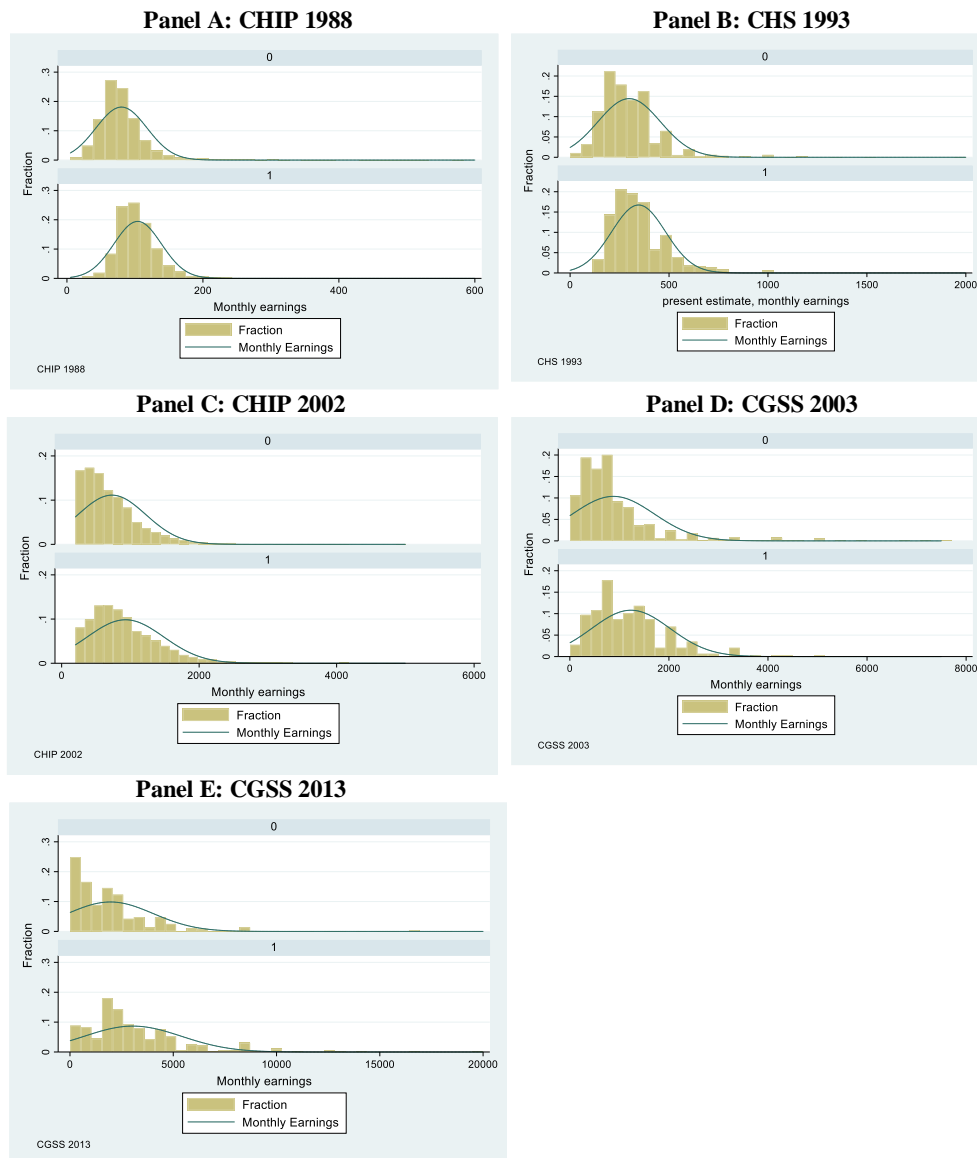 Panel A: CHIP 1988
0
.3
.2
.1
0
1
.3
.2
.1
0
Fraction
0 200 400 600
Monthly earnings
Fraction
Monthly Earnings
CHIP 1988
Panel B: CHS 1993
0
.2
.15
.1
.05
0
1
.2
.15
.1
.05
0
Fraction
0 500 1000 1500 2000
present estimate, monthly earnings
Fraction
Monthly Earnings
CHS 1993
Panel C: CHIP 2002
0
.2
.1
0
1
.2
.1
0
Fraction
0 2000 4000 6000
Monthly earnings
Fraction
Monthly Earnings
CHIP 2002
Panel D: CGSS 2003
0
.2
.15
.1
.05
0
1
.2
.15
.1
.05
0
Fraction
0 2000 4000 6000 8000
Monthly earnings
Fraction
Monthly Earnings
CGSS 2003
Panel E: CGSS 2013
0
.3
.2
.1
0
1
.3
.2
.1
0
Fraction
0 5000 10000 15000 20000
Monthly earnings
Fraction
Monthly Earnings
CGSS 2013